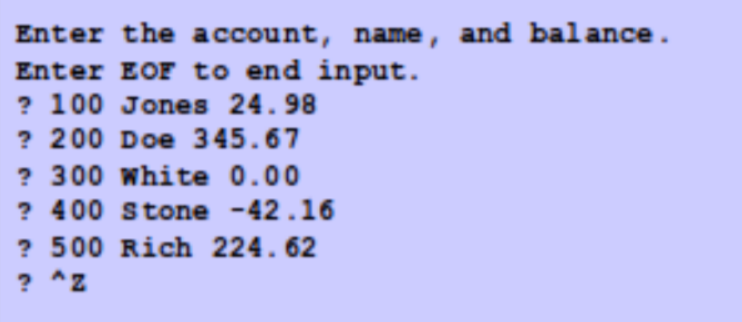 Enter the account, name, and balance.
Enter EOF to end input.
? 100 Jones 24.98
? 200 Doe 345.67
? 300 White 0.00
? 400 Stone -42.16
? 500 Rich 224.62
? ^Z